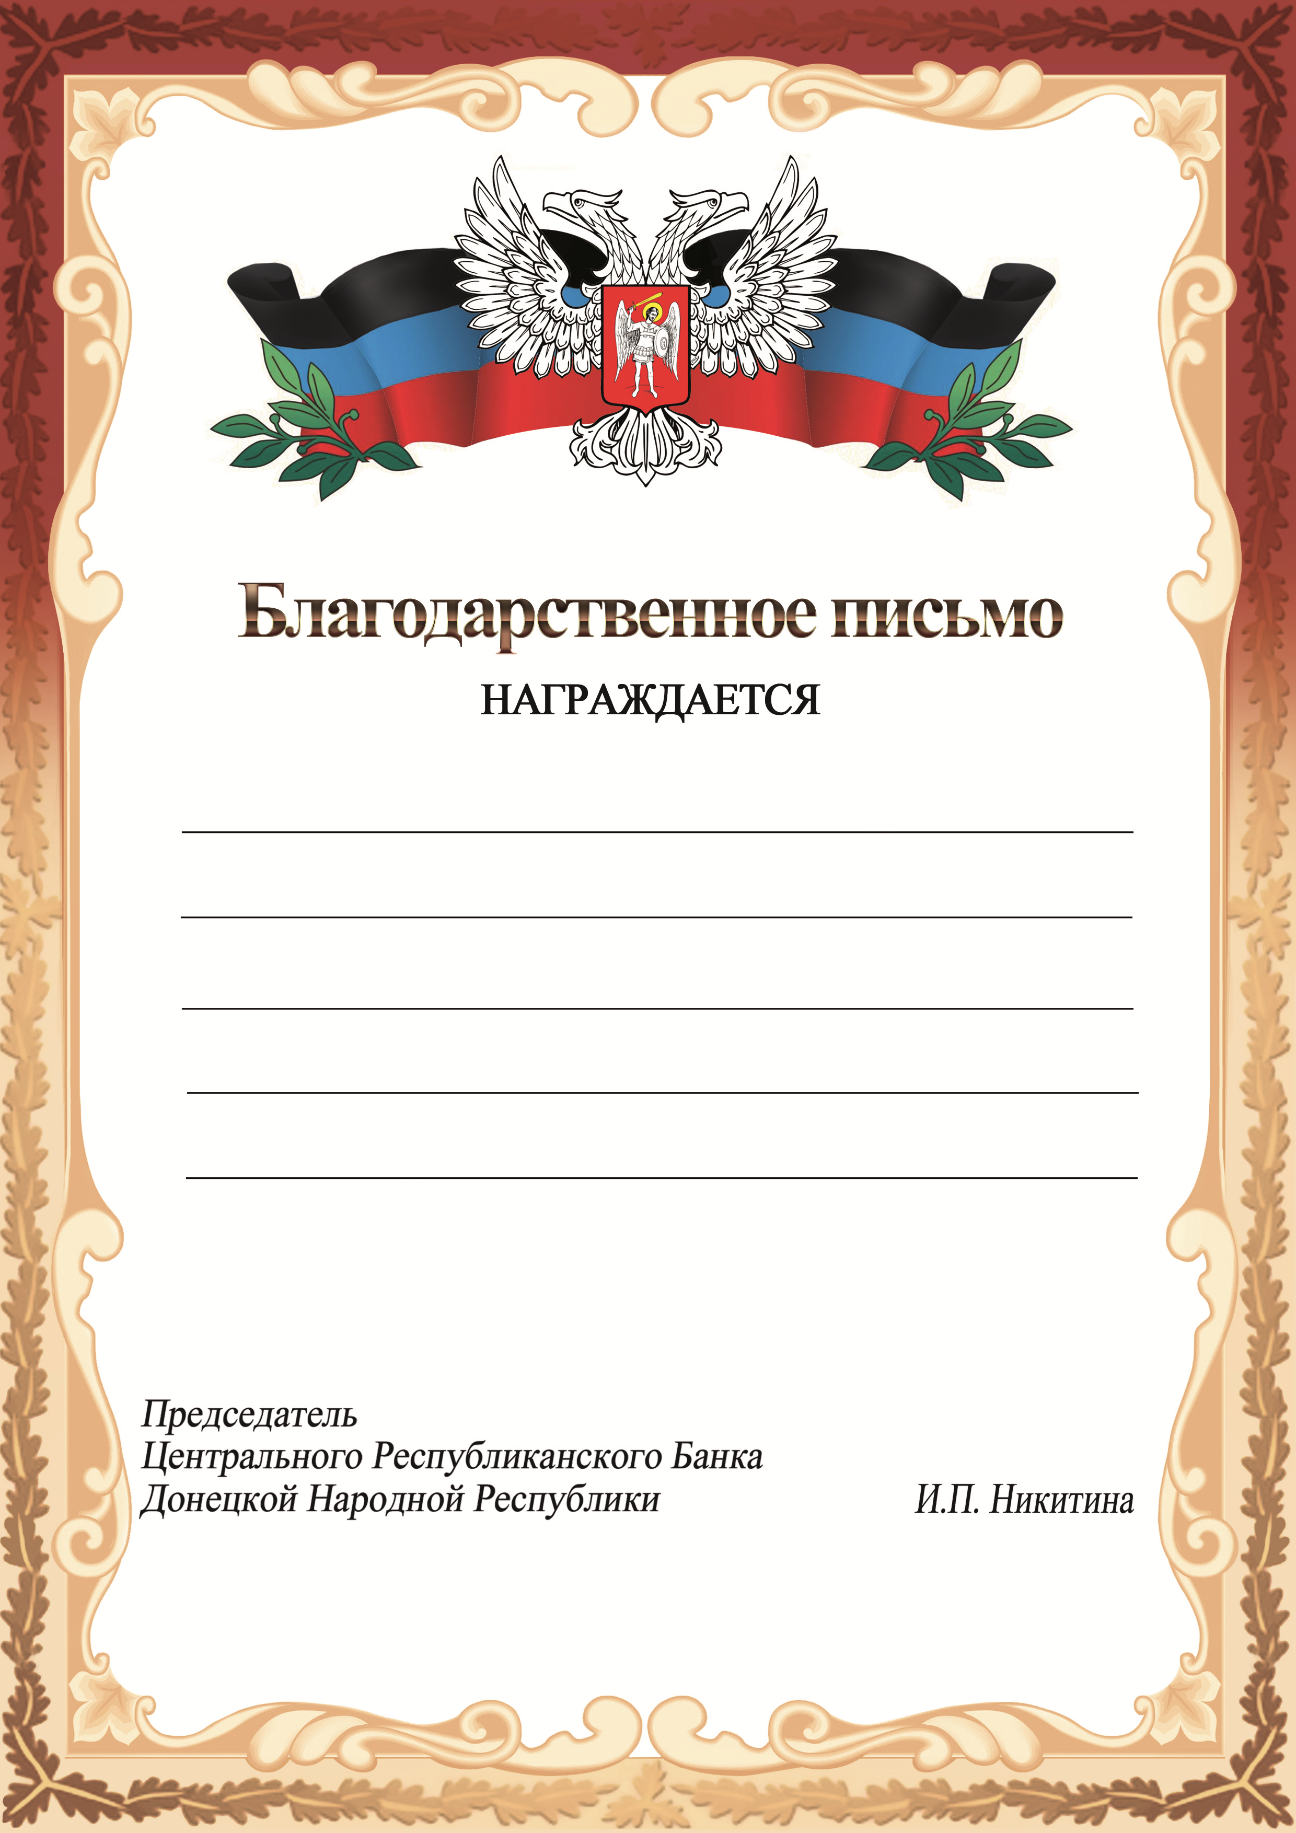 Благодарственное письмо
НАГРАЖДАЕТСЯ
Председатель
Центрального Республиканского Банка
Донецкой Народной Республики
И.П. Никитина